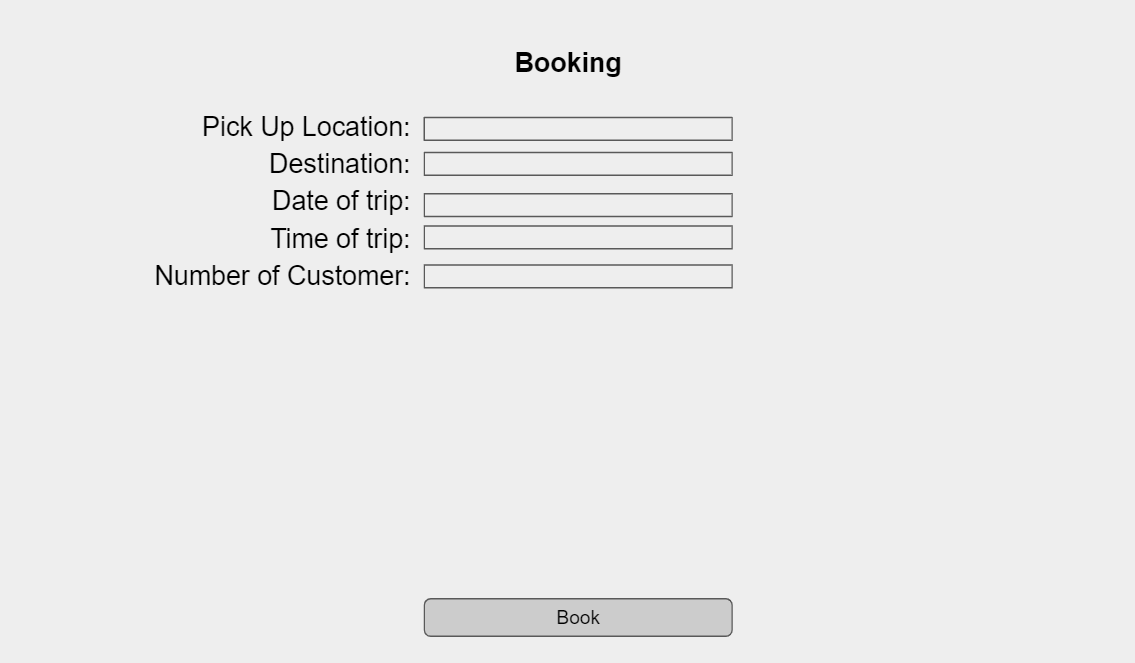 Booking
Pick Up Location:
Destination:
Date of trip:
Time of trip:
Number of Customer:
Book